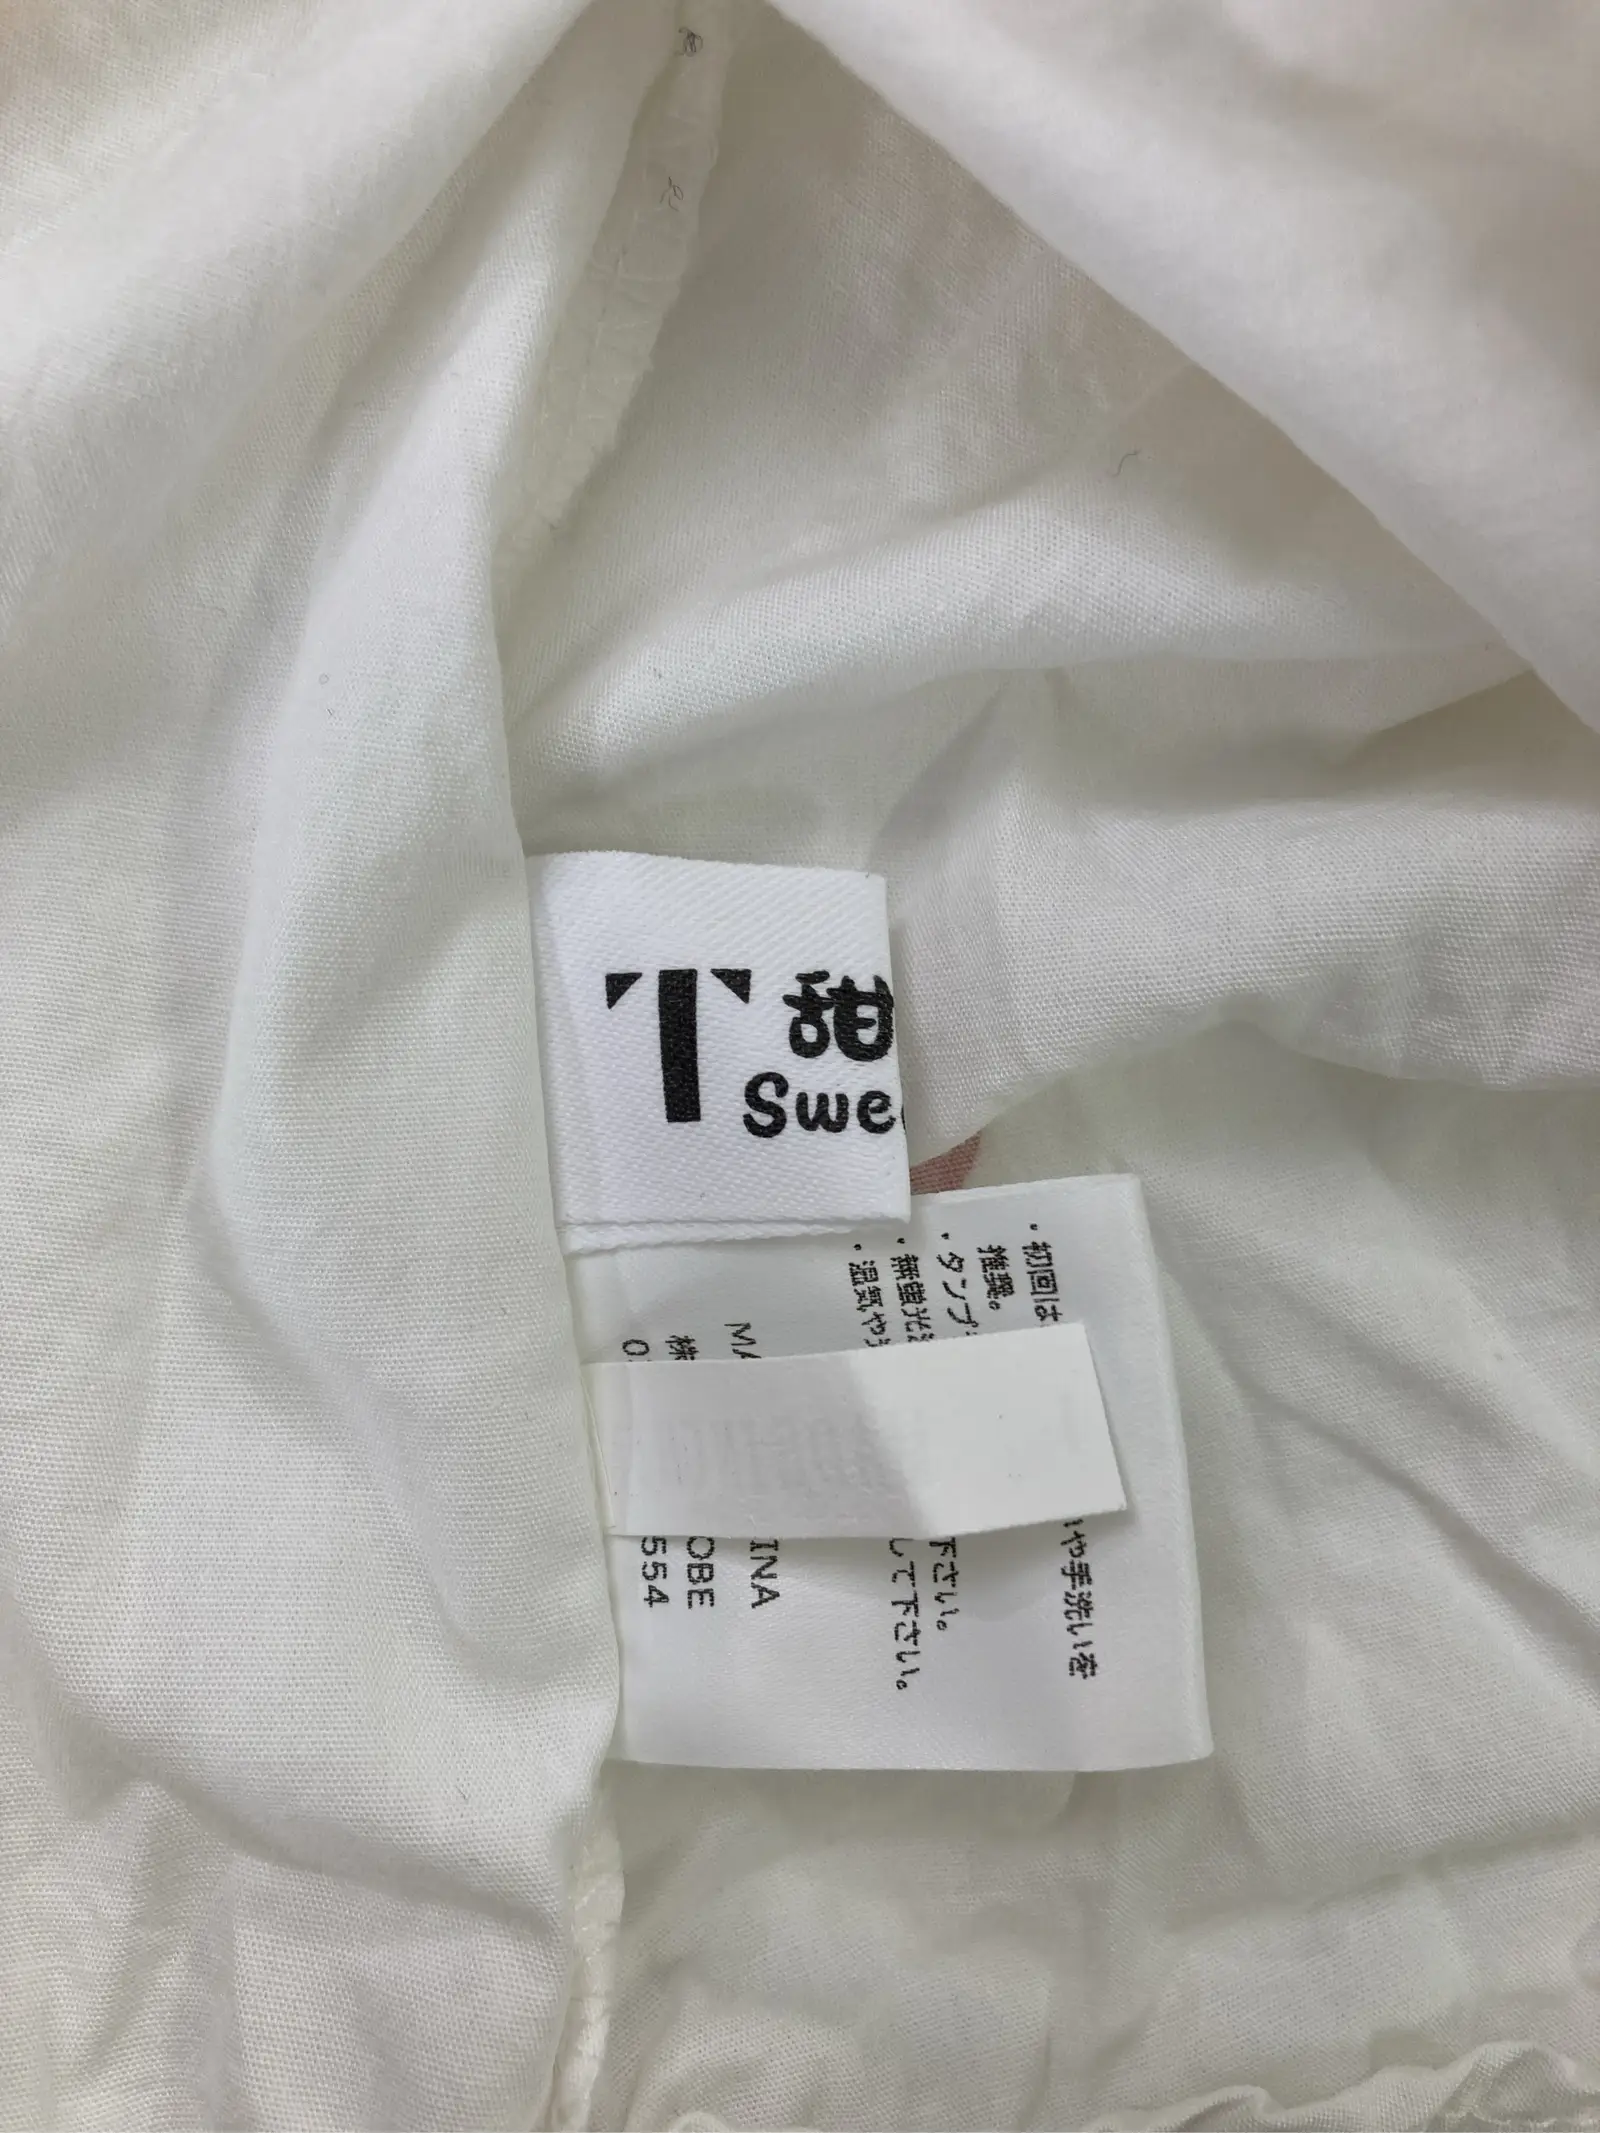 T 甜
Swe
・初回は
いや手洗いを
推奨。
・タンブ
下さい。
・無蛍光
して下さい。
・湿気や
MA
INA
株
OBE
0
554